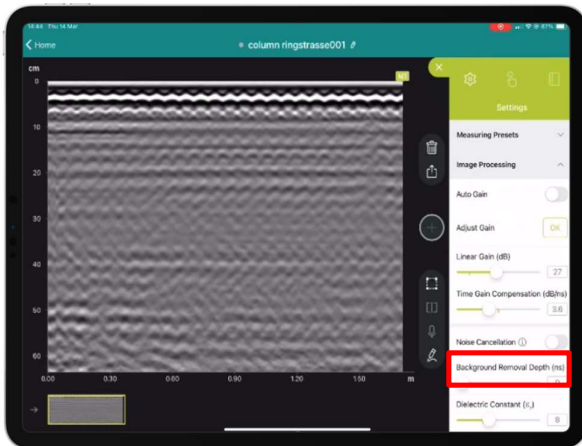 14:44 Thu 14 Mar
87%
Home
column ringstrasse001
cm
0
10
20
30
40
50
60
0.00 0.30 0.60 0.90 1.20 1.50 m
Settings
Measuring Presets
Image Processing
Auto Gain
Adjust Gain OK
Linear Gain (dB)
27
Time Gain Compensation (dB/ns)
3.6
Noise Cancellation
Background Removal Depth (ns)
Dielectric Constant (εr)
8